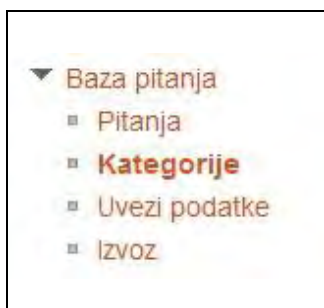 Baza pitanja
Pitanja
Kategorije
Uvezi podatke
Izvoz